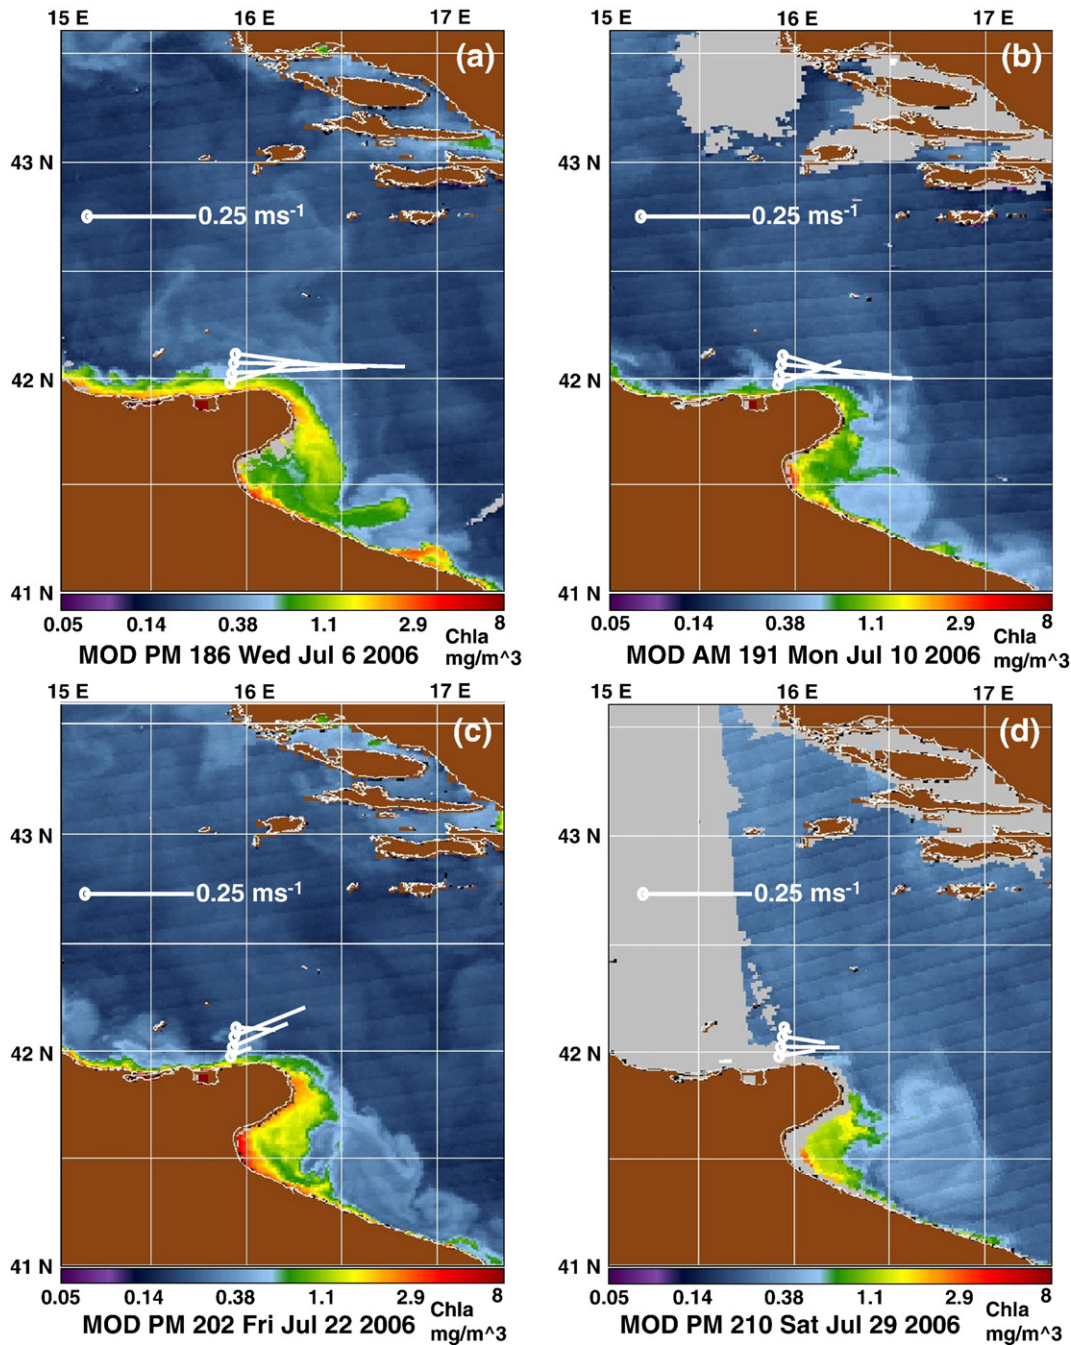 15 E 16 E 17 E
(a)
43 N
0.25 ms⁻¹
42 N
41 N
0.05 0.14 0.38 1.1 2.9 8
Chla
mg/m^3
MOD PM 186 Wed Jul 6 2006
15 E 16 E 17 E
(b)
43 N
0.25 ms⁻¹
42 N
41 N
0.05 0.14 0.38 1.1 2.9 8
Chla
mg/m^3
MOD AM 191 Mon Jul 10 2006
15 E 16 E 17 E
(c)
43 N
0.25 ms⁻¹
42 N
41 N
0.05 0.14 0.38 1.1 2.9 8
Chla
mg/m^3
MOD PM 202 Fri Jul 22 2006
15 E 16 E 17 E
(d)
43 N
0.25 ms⁻¹
42 N
41 N
0.05 0.14 0.38 1.1 2.9 8
Chla
mg/m^3
MOD PM 210 Sat Jul 29 2006